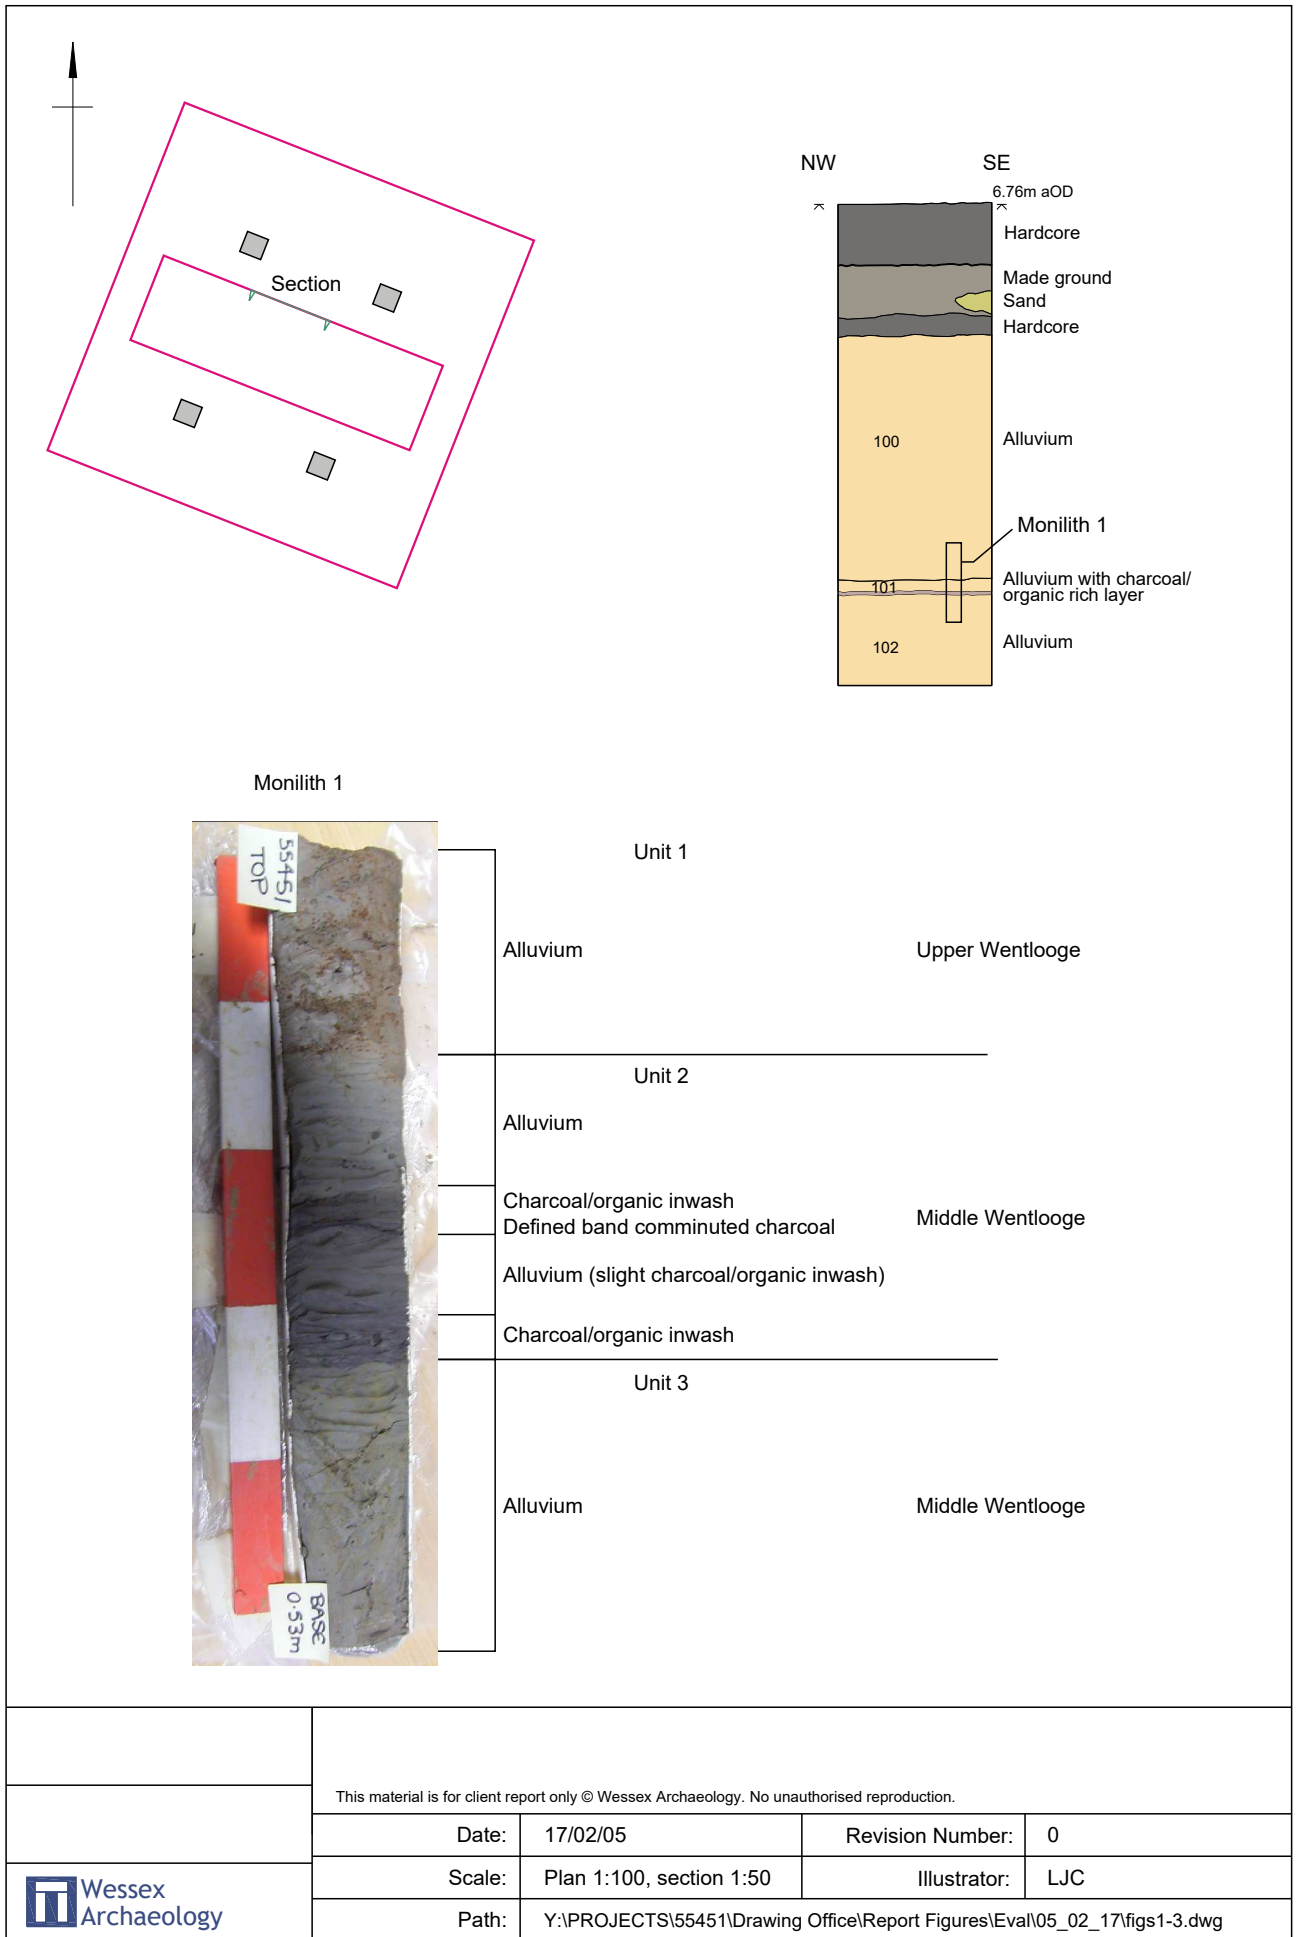 NW
SE
6.76m aOD
Section
Hardcore
Made ground
Sand
Hardcore
100
Alluvium
Monilith 1
101
Alluvium with charcoal/
organic rich layer
102
Alluvium
Monilith 1
55451
TOP
Unit 1
Alluvium
Upper Wentlooge
Unit 2
Alluvium
Charcoal/organic inwash
Defined band comminuted charcoal
Middle Wentlooge
Alluvium (slight charcoal/organic inwash)
Charcoal/organic inwash
Unit 3
Alluvium
Middle Wentlooge
BASE
0.53m
This material is for client report only © Wessex Archaeology. No unauthorised reproduction.
Date: 17/02/05 Revision Number: 0
Scale: Plan 1:100, section 1:50 Illustrator: LJC
Path: Y:\PROJECTS\55451\Drawing Office\Report Figures\Eval\05_02_17\figs1-3.dwg
Wessex
Archaeology